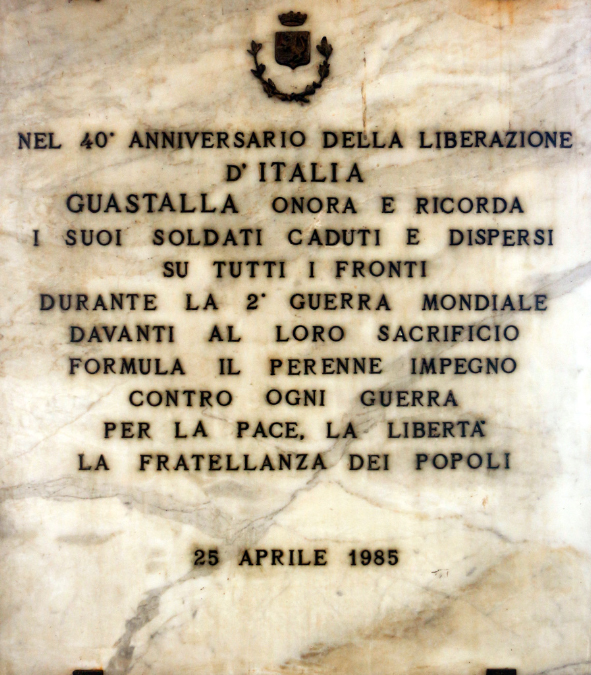 NEL 40° ANNIVERSARIO DELLA LIBERAZIONE
D' ITALIA
GUASTALLA ONORA E RICORDA
I SUOI SOLDATI CADUTI E DISPERSI
SU TUTTI I FRONTI
DURANTE LA 2° GUERRA MONDIALE
DAVANTI AL LORO SACRIFICIO
FORMULA IL PERENNE IMPEGNO
CONTRO OGNI GUERRA
PER LA PACE, LA LIBERTA'
LA FRATELLANZA DEI POPOLI
25 APRILE 1985